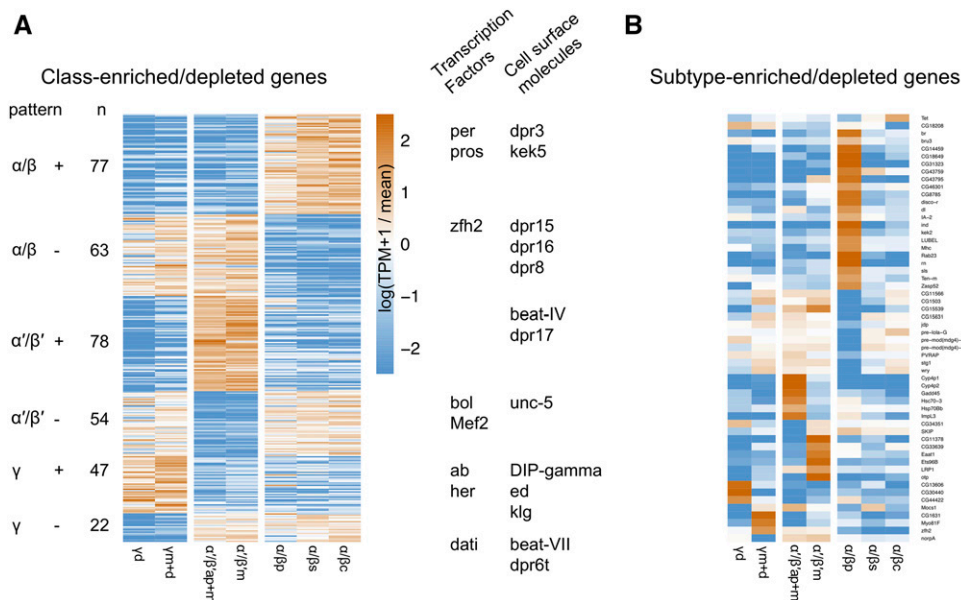 A
Class-enriched/depleted genes
pattern n
α/β + 77
α/β - 63
α′/β′ + 78
α′/β′ - 54
γ + 47
γ - 22
γd
γm+d
α′/β′ap+m
α′/β′m
α/βp
α/βs
α/βc
2
1
0
−1
−2
log(TPM+1 / mean)
Transcription
Factors
Cell surface
molecules
per dpr3
pros kek5
zfh2 dpr15
dpr16
dpr8
beat-IV
dpr17
bol unc-5
Mef2
ab DIP-gamma
her ed
klg
dati beat-VII
dpr6t
B
Subtype-enriched/depleted genes
Tet
CG18208
br
bru3
CG14459
CG18649
CG31323
CG43759
CG43795
CG46301
CG8785
disco-r
dl
IA-2
ind
kek2
LUBEL
Mhc
Rab23
rn
sls
Ten-m
Zasp52
CG11566
CG1503
CG15539
CG15631
jdp
pre-lola-G
pre-mod(mdg4)-
pre-mod(mdg4)-
PVRAP
stg1
wry
Cyp4p1
Cyp4p2
Gadd45
Hsc70-3
Hsp70Bb
ImpL3
CG34351
SKIP
CG11378
CG33639
Eaat1
Ets96B
LRP1
otp
CG13606
CG30440
CG44422
Mocs1
CG1631
Myo81F
zfh2
norpA
γd
γm+d
α′/β′ap+m
α′/β′m
α/βp
α/βs
α/βc